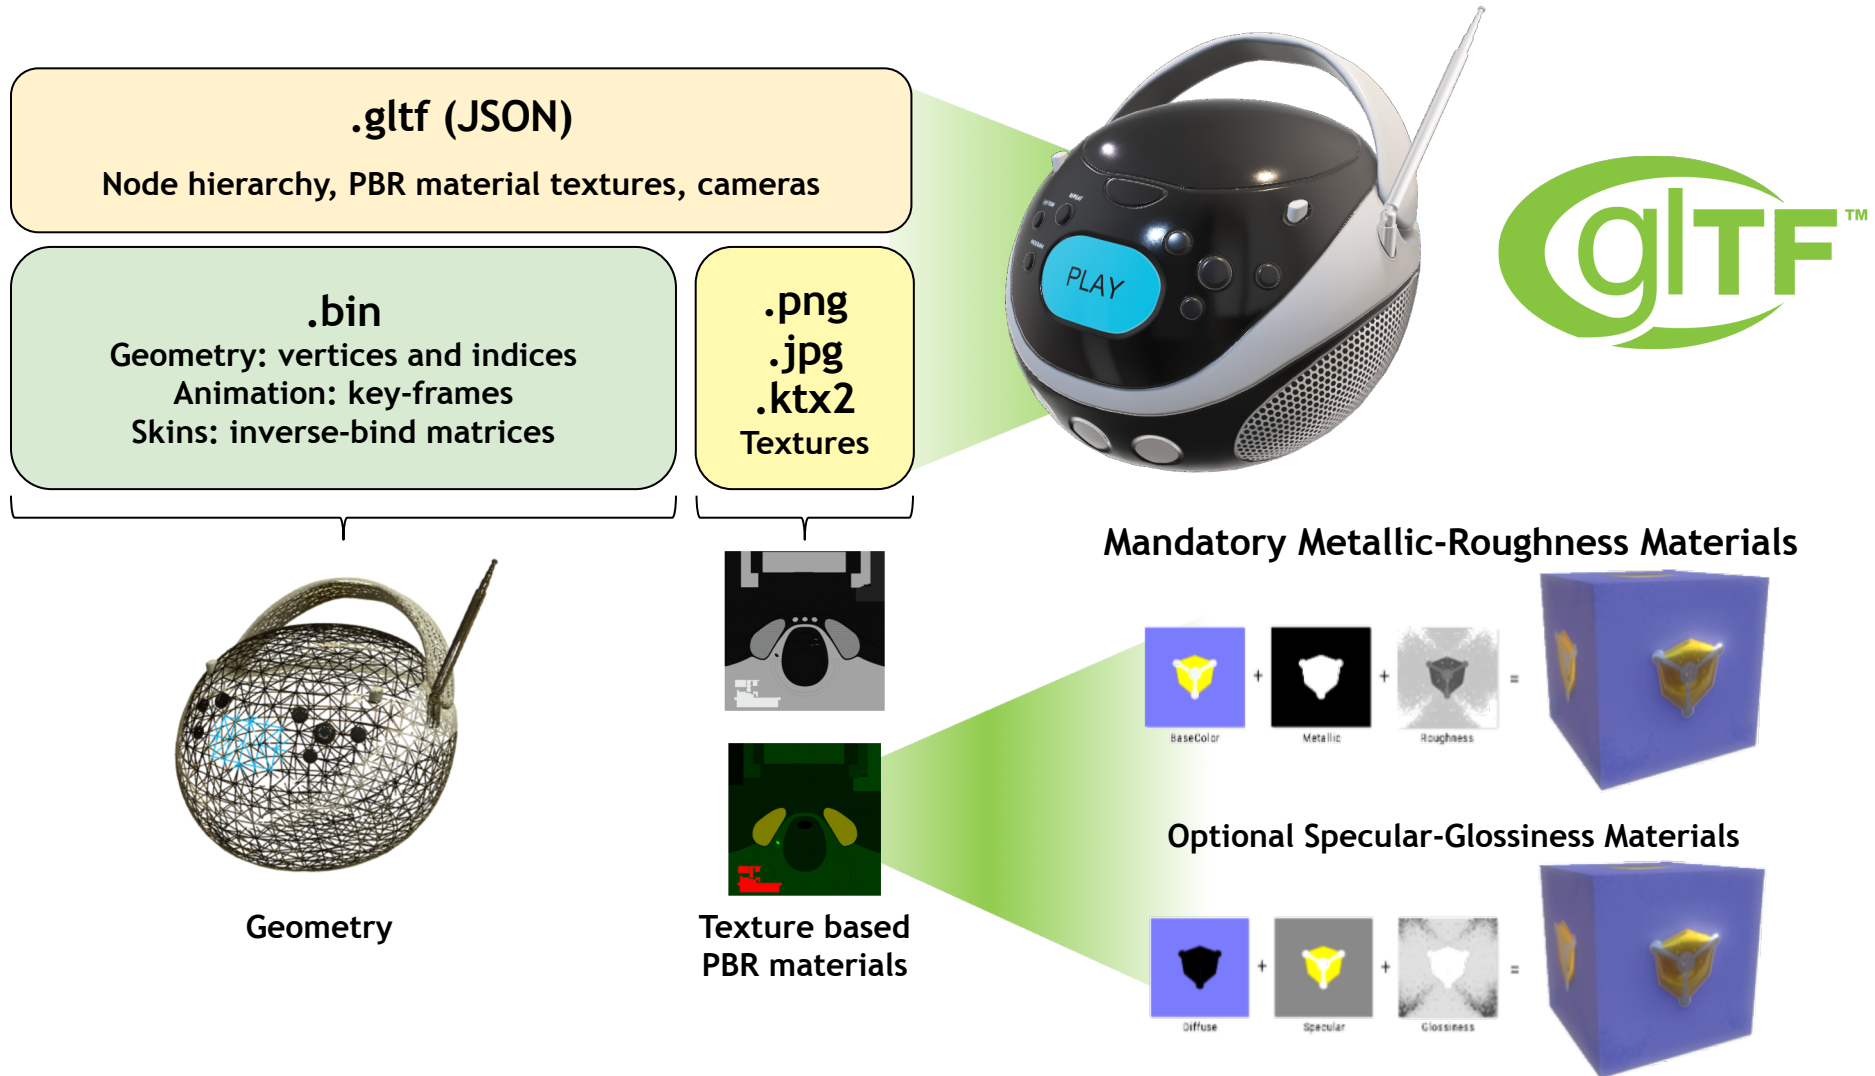 .gltf (JSON)
Node hierarchy, PBR material textures, cameras
.bin
Geometry: vertices and indices
Animation: key-frames
Skins: inverse-bind matrices
.png
.jpg
.ktx2
Textures
REPEAT
PLAY
glTF™
Geometry
Texture based
PBR materials
Mandatory Metallic-Roughness Materials
+
+
=
BaseColor
Metallic
Roughness
Optional Specular-Glossiness Materials
+
+
=
Diffuse
Specular
Glossiness